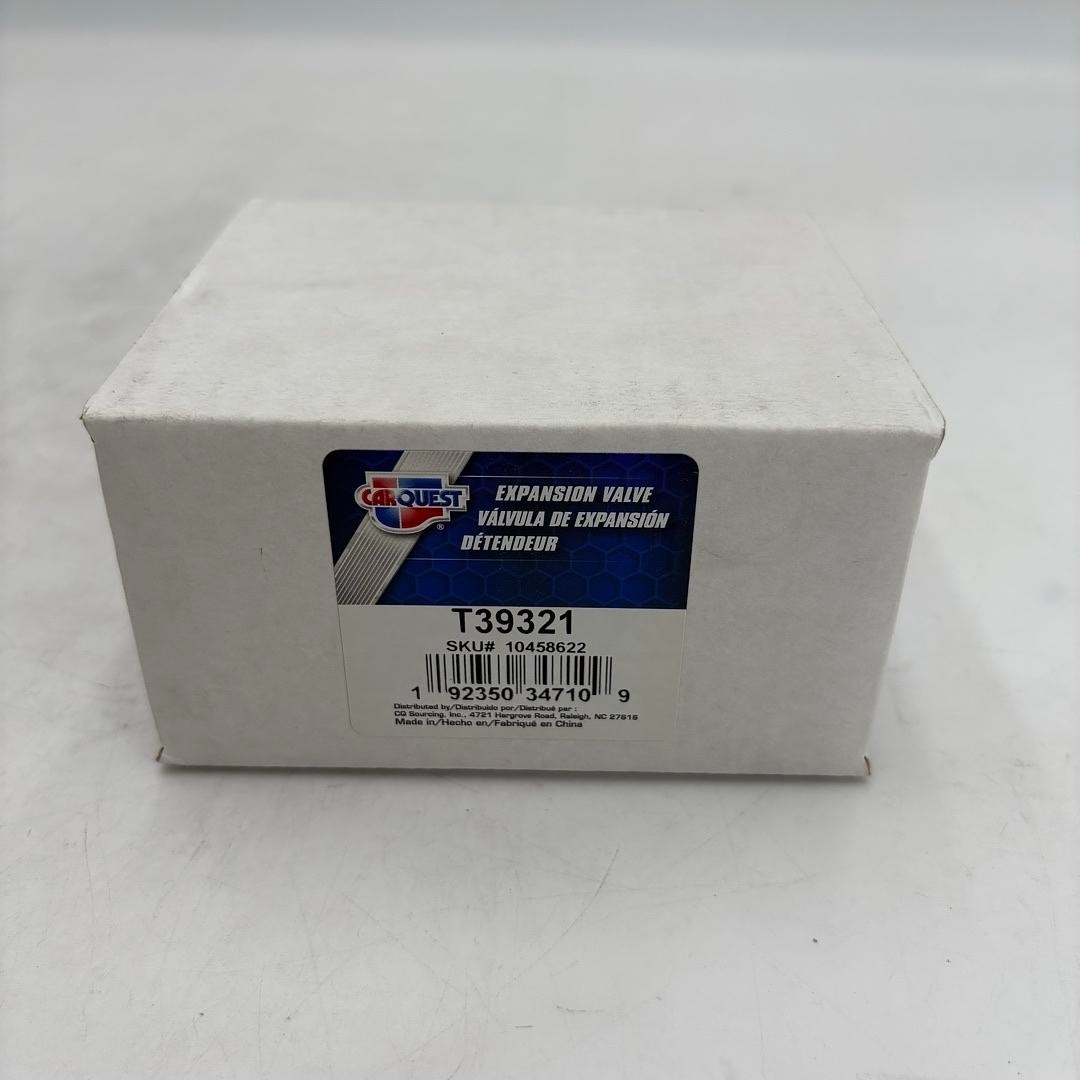 CARQUEST
®
EXPANSION VALVE
VÁLVULA DE EXPANSIÓN
DÉTENDEUR
T39321
SKU# 10458622
1 92350 34710 9
Distributed by/Distribuido por/Distribué par :
CQ Sourcing, Inc., 4721 Hargrove Road, Raleigh, NC 27616
Made in/Hecho en/Fabriqué en China